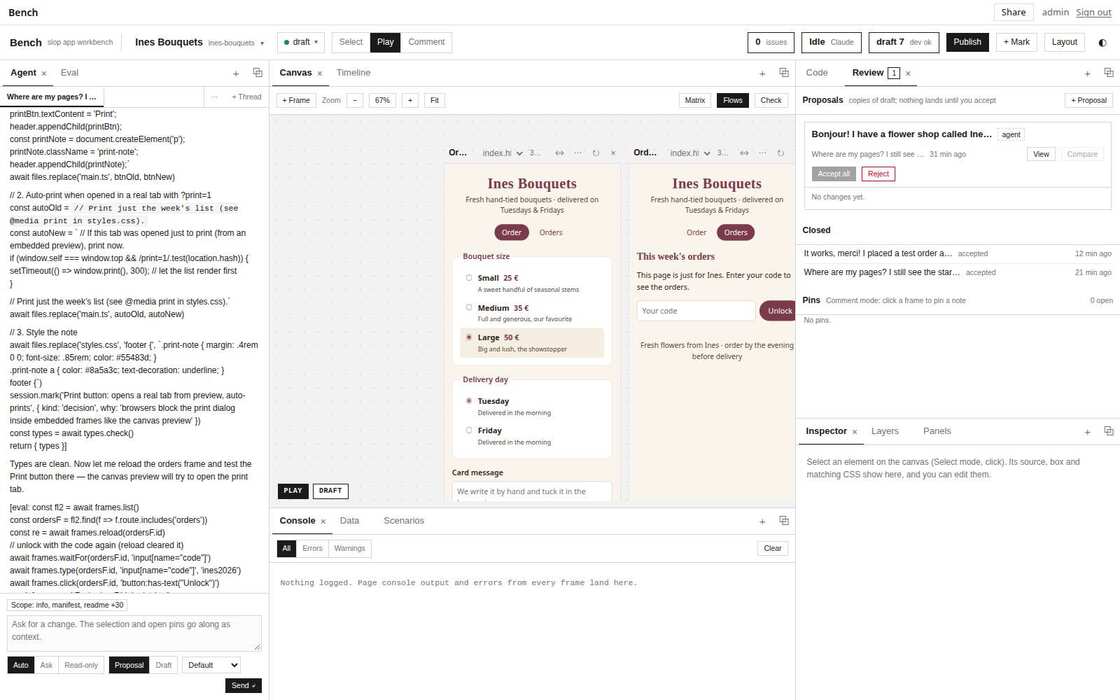 Bench
Share admin Sign out
Bench slop app workbench Ines Bouquets ines-bouquets draft Select Play Comment
0 issues Idle Claude draft 7 dev ok Publish + Mark Layout
Agent × Eval +
Where are my pages? I … ... + Thread
printBtn.textContent = 'Print';
header.appendChild(printBtn);
const printNote = document.createElement('p');
printNote.className = 'print-note';
header.appendChild(printNote);`
await files.replace('main.ts', btnOld, btnNew)
// 2. Auto-print when opened in a real tab with ?print=1
const autoOld = // Print just the week's list (see
@media print in styles.css).
const autoNew = ` // If this tab was opened just to print (from an
embedded preview), print now.
if (window.self === window.top && /print=1/.test(location.hash)) {
setTimeout(() => window.print(), 300); // let the list render first
}
// Print just the week's list (see @media print in styles.css).`
await files.replace('main.ts', autoOld, autoNew)
// 3. Style the note
await files.replace('styles.css', 'footer {', `.print-note { margin: .4rem
0 0; font-size: .85rem; color: #55483d; }
.print-note a { color: #8a5a3c; text-decoration: underline; }
footer {`)
session.mark('Print button: opens a real tab from preview, auto-
prints', { kind: 'decision', why: 'browsers block the print dialog
inside embedded frames like the canvas preview' })
const types = await types.check()
return { types }]
Types are clean. Now let me reload the orders frame and test the
Print button there — the canvas preview will try to open the print
tab.
[eval: const fl2 = await frames.list()
const ordersF = fl2.find(f => f.route.includes('orders'))
const re = await frames.reload(ordersF.id)
// unlock with the code again (reload cleared it)
await frames.waitFor(ordersF.id, 'input[name="code"]')
await frames.type(ordersF.id, 'input[name="code"]', 'ines2026')
await frames.click(ordersF.id, 'button:has-text("Unlock")')
Scope: info, manifest, readme +30
Ask for a change. The selection and open pins go along as
context.
Auto Ask Read-only Proposal Draft Default
Send
Canvas × Timeline +
+ Frame Zoom − 67% + Fit Matrix Flows Check
Or... index.h 3...
Ines Bouquets
Fresh hand-tied bouquets · delivered on
Tuesdays & Fridays
Order Orders
Bouquet size
Small 25 €
A sweet handful of seasonal stems
Medium 35 €
Full and generous, our favourite
Large 50 €
Big and lush, the showstopper
Delivery day
Tuesday
Delivered in the morning
Friday
Delivered in the morning
Card message
We write it by hand and tuck it in the
Ord... index.h 3...
Ines Bouquets
Fresh hand-tied bouquets · delivered on
Tuesdays & Fridays
Order Orders
This week's orders
This page is just for Ines. Enter your code to
see the orders.
Your code Unlock
Fresh flowers from Ines · order by the evening
before delivery
PLAY DRAFT
Console × Data Scenarios +
All Errors Warnings Clear
Nothing logged. Page console output and errors from every frame land here.
Code Review 1 × +
Proposals copies of draft; nothing lands until you accept + Proposal
Bonjour! I have a flower shop called Ine… agent
Where are my pages? I still see … 31 min ago View Compare
Accept all Reject
No changes yet.
Closed
It works, merci! I placed a test order a… accepted 12 min ago
Where are my pages? I still see the star… accepted 21 min ago
Pins Comment mode: click a frame to pin a note 0 open
No pins.
Inspector × Layers Panels +
Select an element on the canvas (Select mode, click). Its source, box and
matching CSS show here, and you can edit them.